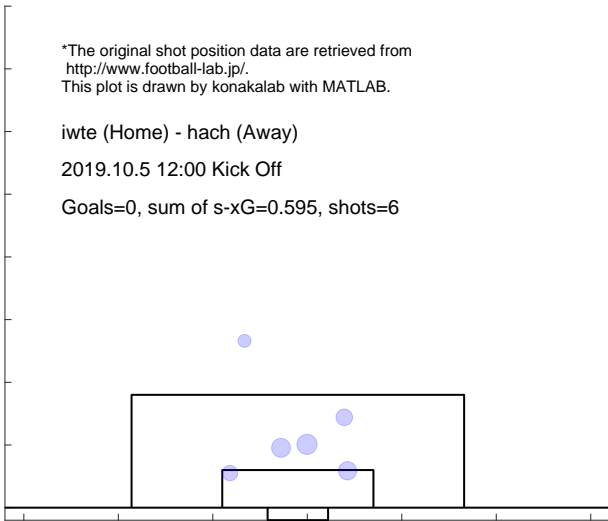 *The original shot position data are retrieved from
http://www.football-lab.jp/.
This plot is drawn by konakalab with MATLAB.
iwte (Home) - hach (Away)
2019.10.5 12:00 Kick Off
Goals=0, sum of s-xG=0.595, shots=6